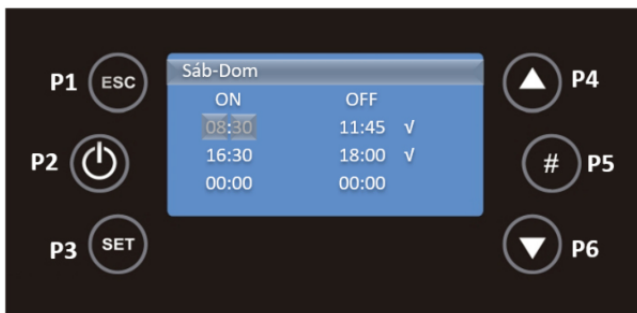 Sáb-Dom
P1 ESC
ON OFF
P4
08:30 11:45 √
P2
16:30 18:00 √
# P5
00:00 00:00
P3 SET
P6